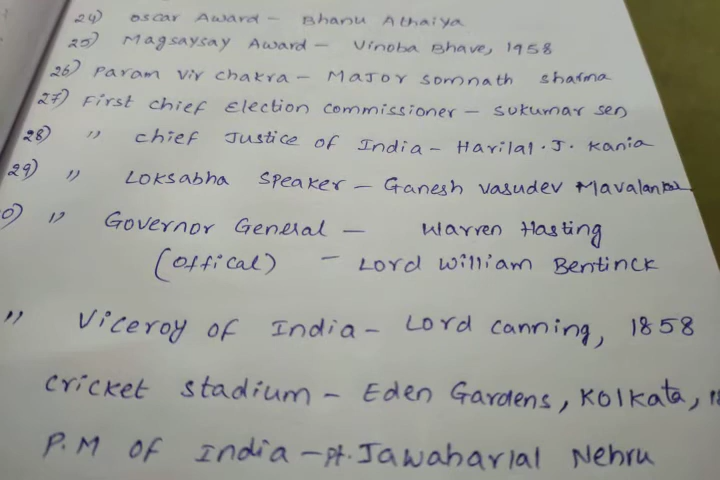 24) Oscar Award - Bhanu Athaiya
25) Magsaysay Award - Vinoba Bhave, 1958
26) Param Vir Chakra - Major Somnath Sharma
27) First Chief Election Commissioner - Sukumar Sen
28) " Chief Justice of India - Harilal. J. Kania
29) " Loksabha Speaker - Ganesh Vasudev Mavalankar
0) " Governor General - Warren Hasting
(Offical) - Lord William Bentinck
" Viceroy of India - Lord Canning, 1858
Cricket Stadium - Eden Gardens, Kolkata,
P.M Of India - Pt. Jawaharlal Nehru